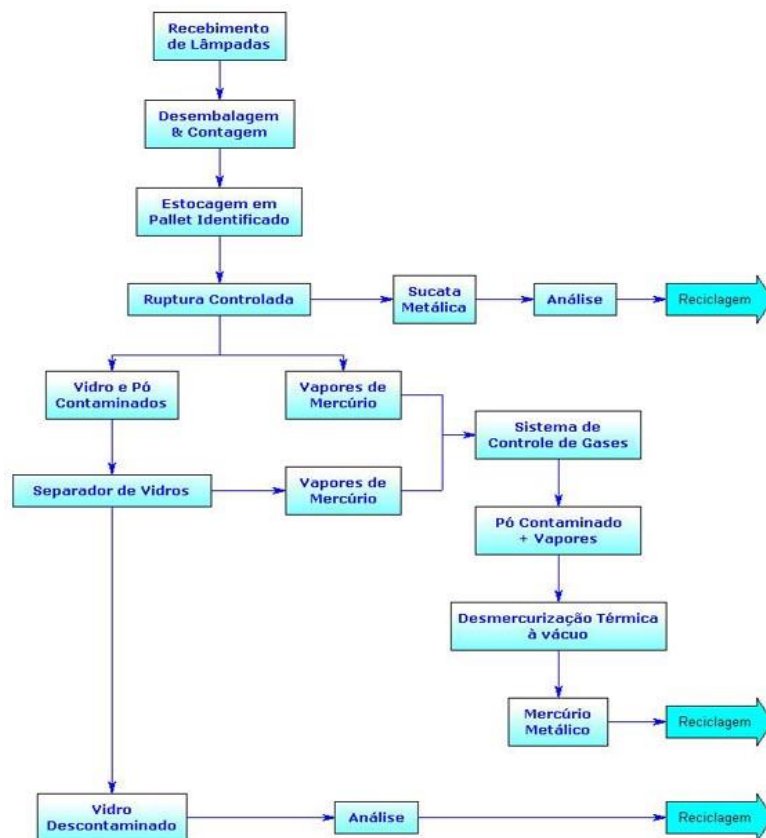 Recebimento
de Lâmpadas
Desembalagem
& Contagem
Estocagem em
Pallet Identificado
Ruptura Controlada
Sucata
Metálica
Análise
Reciclagem
Vidro e Pó
Contaminados
Vapores de
Mercúrio
Sistema de
Controle de Gases
Separador de Vidros
Vapores de
Mercúrio
Pó Contaminado
+ Vapores
Desmercurização Térmica
à vácuo
Mercúrio
Metálico
Reciclagem
Vidro
Descontaminado
Análise
Reciclagem